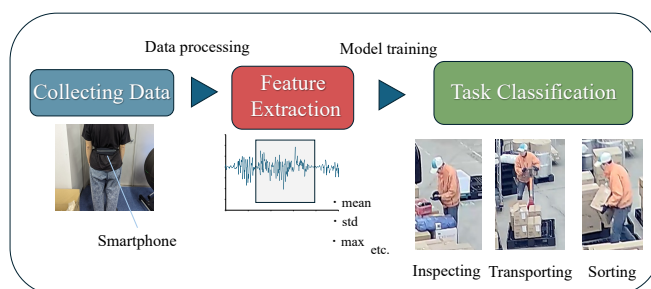 Data processing
Model training
Collecting Data
Feature
Extraction
Task Classification
· mean
· std
· max
etc.
Smartphone
Inspecting
Transporting
Sorting